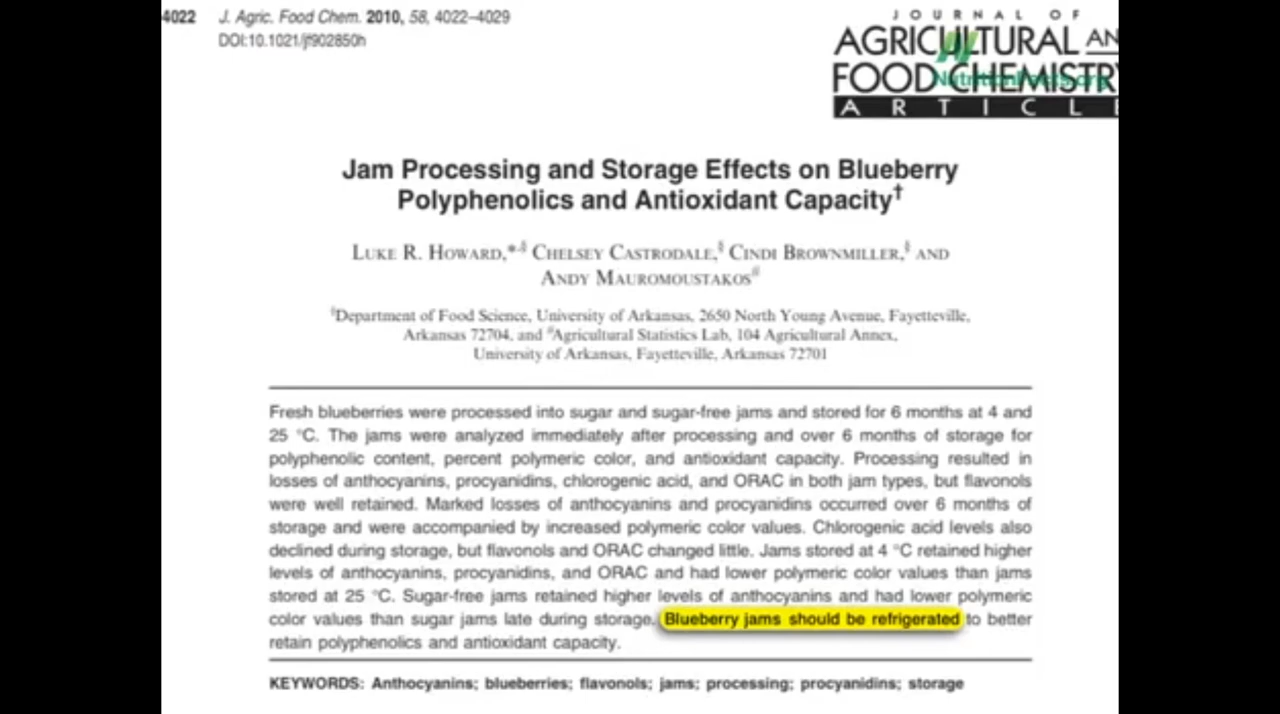 4022 J. Agric. Food Chem. 2010, 58, 4022–4029
DOI:10.1021/jf902850h
JOURNAL OF
AGRICULTURAL AN
FOOD CHEMISTRY
NutritionFacts.org
ARTICLE
Jam Processing and Storage Effects on Blueberry
Polyphenolics and Antioxidant Capacity†
LUKE R. HOWARD,*,§ CHELSEY CASTRODALE,§ CINDI BROWNMILLER,§ AND
ANDY MAUROMOUSTAKOS#
§Department of Food Science, University of Arkansas, 2650 North Young Avenue, Fayetteville,
Arkansas 72704, and #Agricultural Statistics Lab, 104 Agricultural Annex,
University of Arkansas, Fayetteville, Arkansas 72701
Fresh blueberries were processed into sugar and sugar-free jams and stored for 6 months at 4 and
25 °C. The jams were analyzed immediately after processing and over 6 months of storage for
polyphenolic content, percent polymeric color, and antioxidant capacity. Processing resulted in
losses of anthocyanins, procyanidins, chlorogenic acid, and ORAC in both jam types, but flavonols
were well retained. Marked losses of anthocyanins and procyanidins occurred over 6 months of
storage and were accompanied by increased polymeric color values. Chlorogenic acid levels also
declined during storage, but flavonols and ORAC changed little. Jams stored at 4 °C retained higher
levels of anthocyanins, procyanidins, and ORAC and had lower polymeric color values than jams
stored at 25 °C. Sugar-free jams retained higher levels of anthocyanins and had lower polymeric
color values than sugar jams late during storage. Blueberry jams should be refrigerated to better
retain polyphenolics and antioxidant capacity.
KEYWORDS: Anthocyanins; blueberries; flavonols; jams; processing; procyanidins; storage